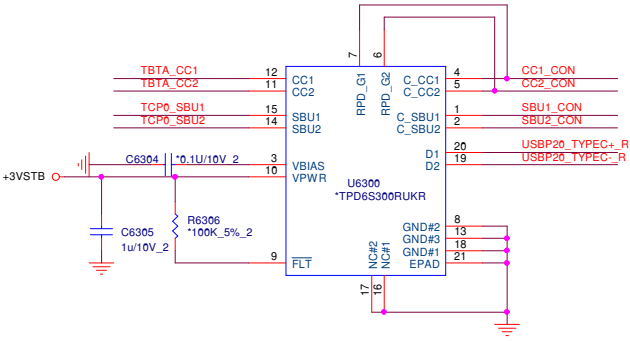 7
6
TBTA_CC1
12
CC1
RPD_G1
RPD_G2
C_CC1
4
CC1_CON
TBTA_CC2
11
CC2
C_CC2
5
CC2_CON
TCP0_SBU1
15
SBU1
C_SBU1
1
SBU1_CON
TCP0_SBU2
14
SBU2
C_SBU2
2
SBU2_CON
D1
20
USBP20_TYPEC+_R
C6304
*0.1U/10V_2
3
VBIAS
D2
19
USBP20_TYPEC-_R
+3VSTB
10
VPWR
U6300
*TPD6S300RUKR
R6306
*100K_5%_2
C6305
1u/10V_2
GND#2
8
GND#3
13
GND#1
18
EPAD
21
9
FLT
NC#2
NC#1
17
16